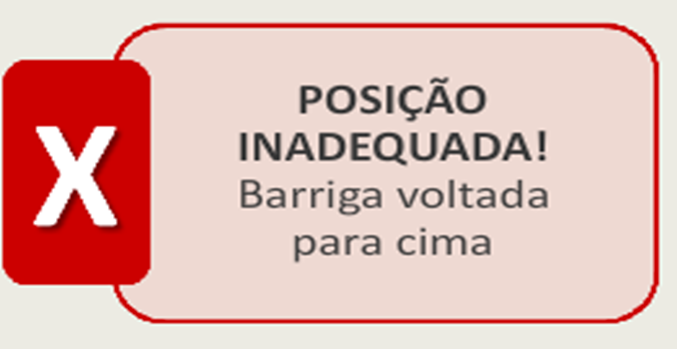 X
POSIÇÃO
INADEQUADA!
Barriga voltada
para cima